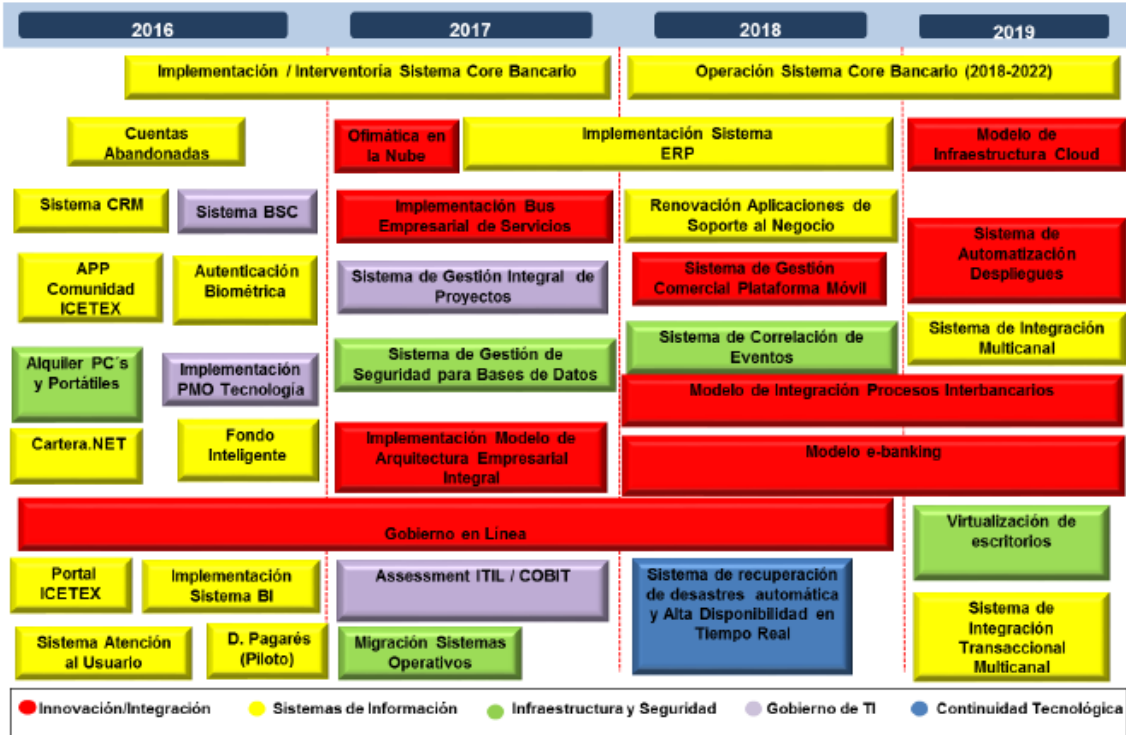 2016
2017
2018
2019
Implementación / Interventoría Sistema Core Bancario
Operación Sistema Core Bancario (2018-2022)
Cuentas
Abandonadas
Ofimática en
la Nube
Implementación Sistema
ERP
Modelo de
Infraestructura Cloud
Sistema CRM
Sistema BSC
Implementación Bus
Empresarial de Servicios
Renovación Aplicaciones de
Soporte al Negocio
Sistema de
Automatización
Despliegues
APP
Comunidad
ICETEX
Autenticación
Biométrica
Sistema de Gestión Integral de
Proyectos
Sistema de Gestión
Comercial Plataforma Móvil
Sistema de Integración
Multicanal
Alquiler PC´s
y Portátiles
Implementación
PMO Tecnología
Sistema de Gestión de
Seguridad para Bases de Datos
Sistema de Correlación de
Eventos
Modelo de Integración Procesos Interbancarios
Cartera.NET
Fondo
Inteligente
Implementación Modelo de
Arquitectura Empresarial
Integral
Modelo e-banking
Gobierno en Línea
Virtualización de
escritorios
Portal
ICETEX
Implementación
Sistema BI
Assessment ITIL / COBIT
Sistema de recuperación
de desastres automática
y Alta Disponibilidad en
Tiempo Real
Sistema Atención
al Usuario
D. Pagarés
(Piloto)
Migración Sistemas
Operativos
Sistema de
Integración
Transaccional
Multicanal
Innovación/Integración
Sistemas de Información
Infraestructura y Seguridad
Gobierno de TI
Continuidad Tecnológica